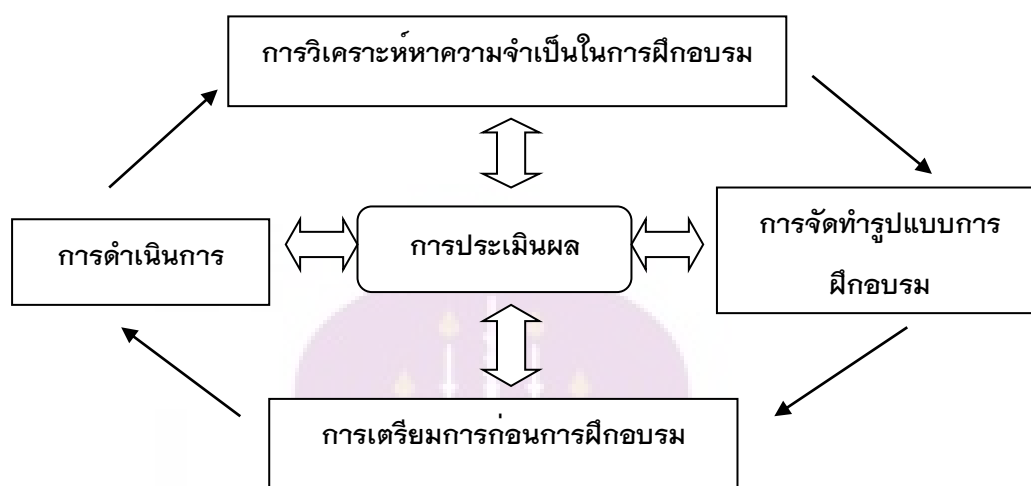 การวิเคราะห์หาความจำเป็นในการฝึกอบรม
การดำเนินการ
การประเมินผล
การจัดทำรูปแบบการ
ฝึกอบรม
การเตรียมการก่อนการฝึกอบรม